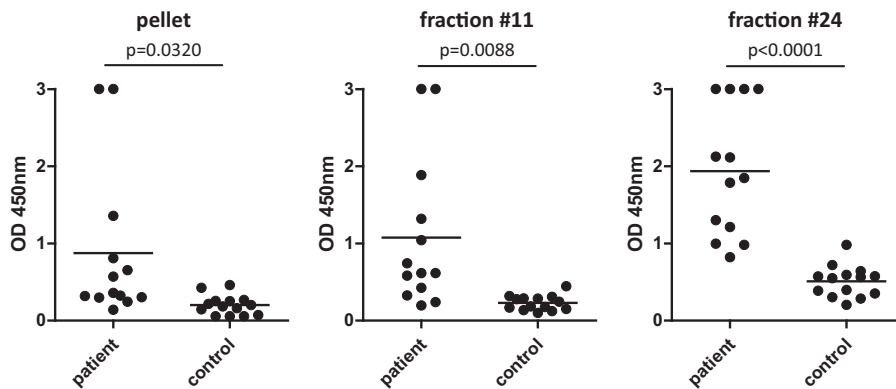 pellet
p=0.0320
OD 450nm
3
2
1
0
patient
control
fraction #11
p=0.0088
OD 450nm
3
2
1
0
patient
control
fraction #24
p<0.0001
OD 450nm
3
2
1
0
patient
control